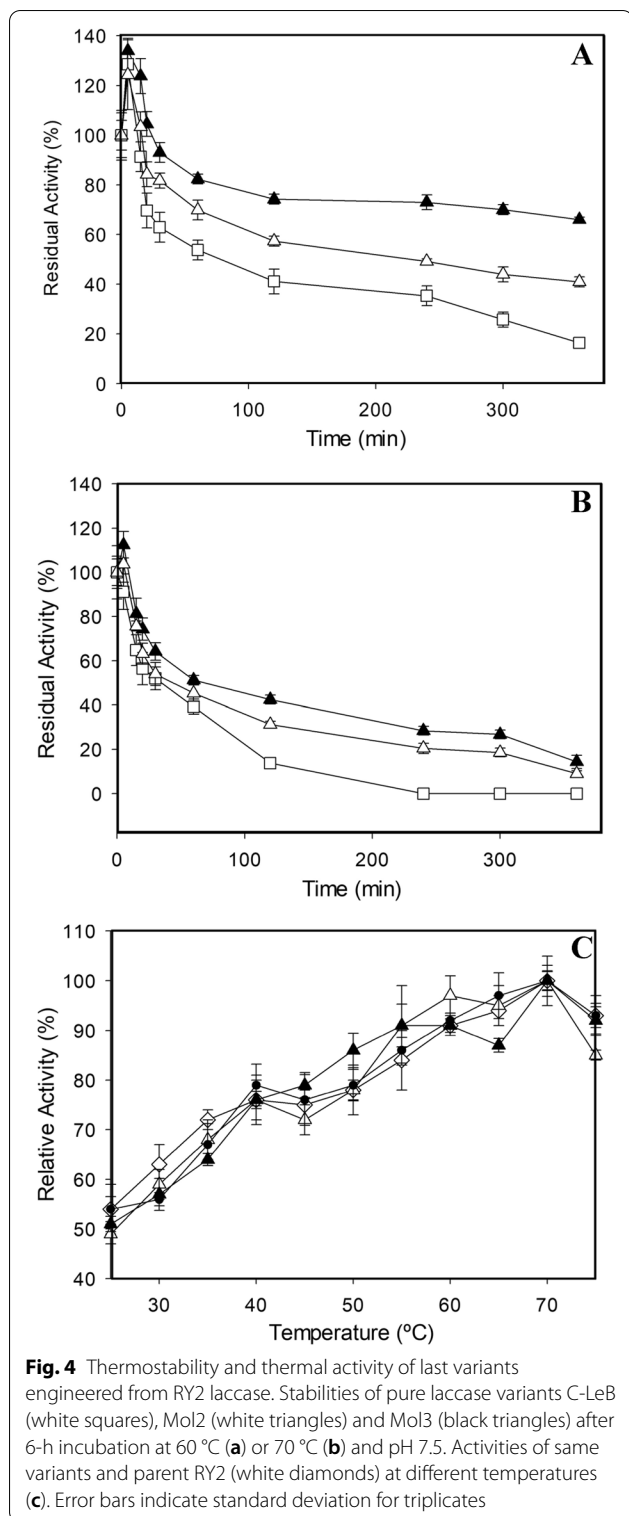 A
140
120
100
80
60
40
20
0
Residual Activity (%)
0 100 200 300
Time (min)
B
140
120
100
80
60
40
20
0
Residual Activity (%)
0 100 200 300
Time (min)
C
110
100
90
80
70
60
50
40
Relative Activity (%)
30 40 50 60 70
Temperature (ºC)
Fig. 4 Thermostability and thermal activity of last variants
engineered from RY2 laccase. Stabilities of pure laccase variants C-LeB
(white squares), Mol2 (white triangles) and Mol3 (black triangles) after
6-h incubation at 60 °C (a) or 70 °C (b) and pH 7.5. Activities of same
variants and parent RY2 (white diamonds) at different temperatures
(c). Error bars indicate standard deviation for triplicates